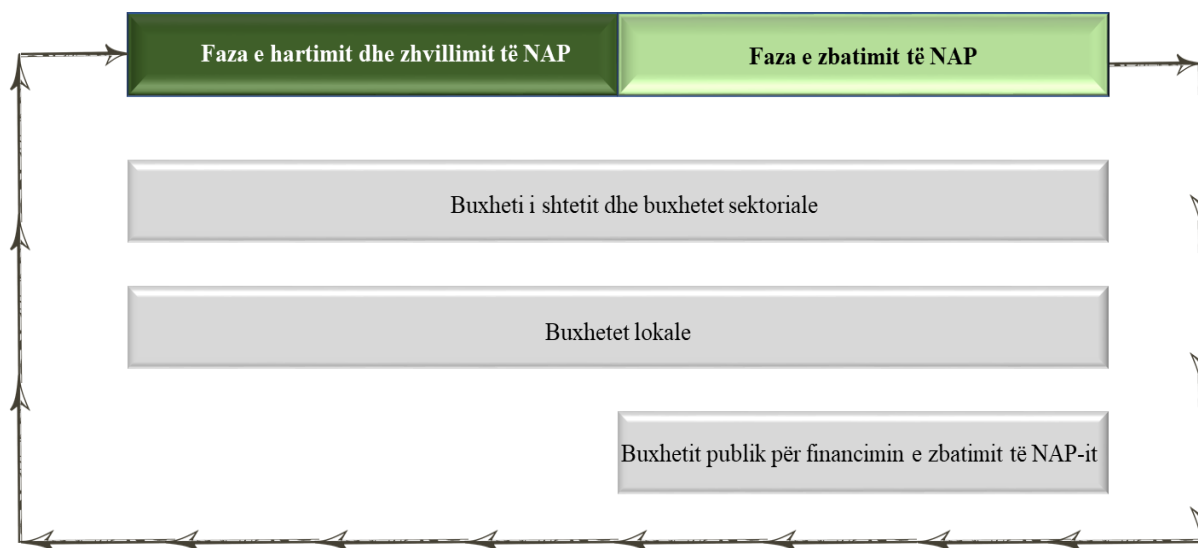 Faza e hartimit dhe zhvillimit të NAP
Faza e zbatimit të NAP
Buxheti i shtetit dhe buxhetet sektoriale
Buxhetet lokale
Buxhetit publik për financimin e zbatimit të NAP-it